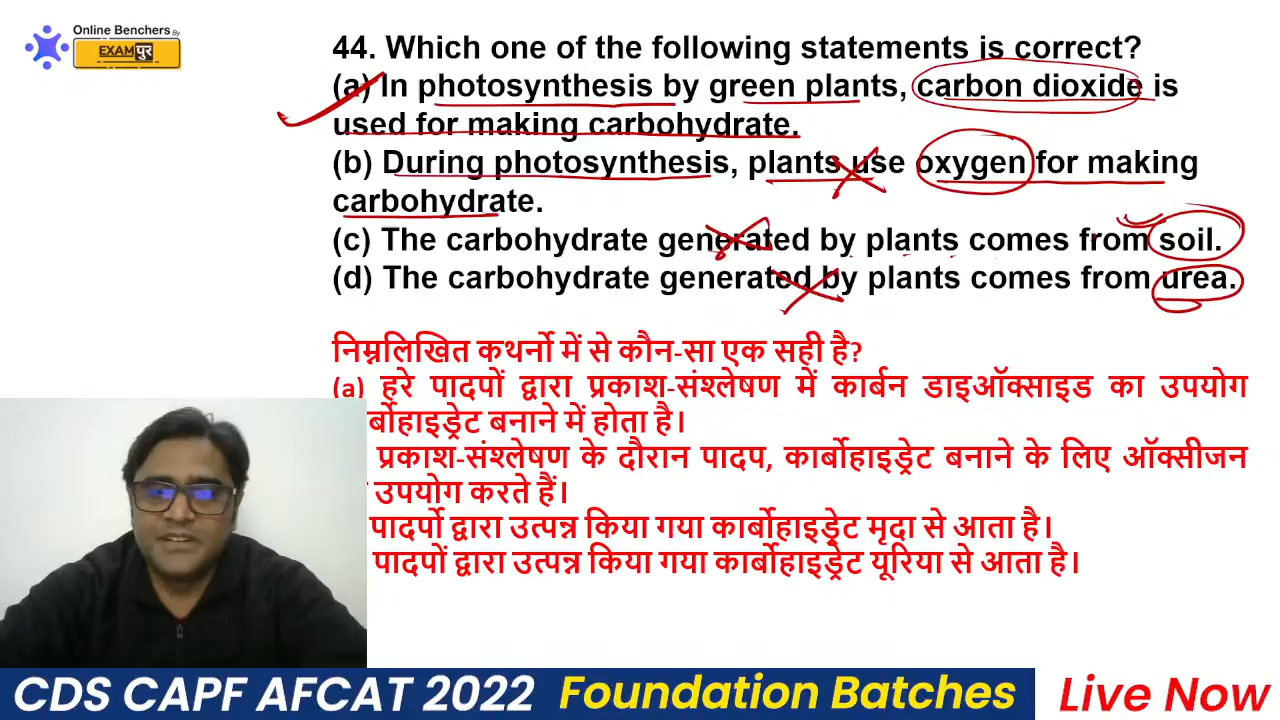 Online Benchers By
EXAMपुर
44. Which one of the following statements is correct?
(a) In photosynthesis by green plants, carbon dioxide is
used for making carbohydrate.
(b) During photosynthesis, plants use oxygen for making
carbohydrate.
(c) The carbohydrate generated by plants comes from soil.
(d) The carbohydrate generated by plants comes from urea.
निम्नलिखित कथनों में से कौन-सा एक सही है?
(a) हरे पादपों द्वारा प्रकाश-संश्लेषण में कार्बन डाइऑक्साइड का उपयोग
र्बोहाइड्रेट बनाने में होता है।
प्रकाश-संश्लेषण के दौरान पादप, कार्बोहाइड्रेट बनाने के लिए ऑक्सीजन
उपयोग करते हैं।
पादपों द्वारा उत्पन्न किया गया कार्बोहाइड्रेट मृदा से आता है।
पादपों द्वारा उत्पन्न किया गया कार्बोहाइड्रेट यूरिया से आता है।
CDS CAPF AFCAT 2022 Foundation Batches Live Now